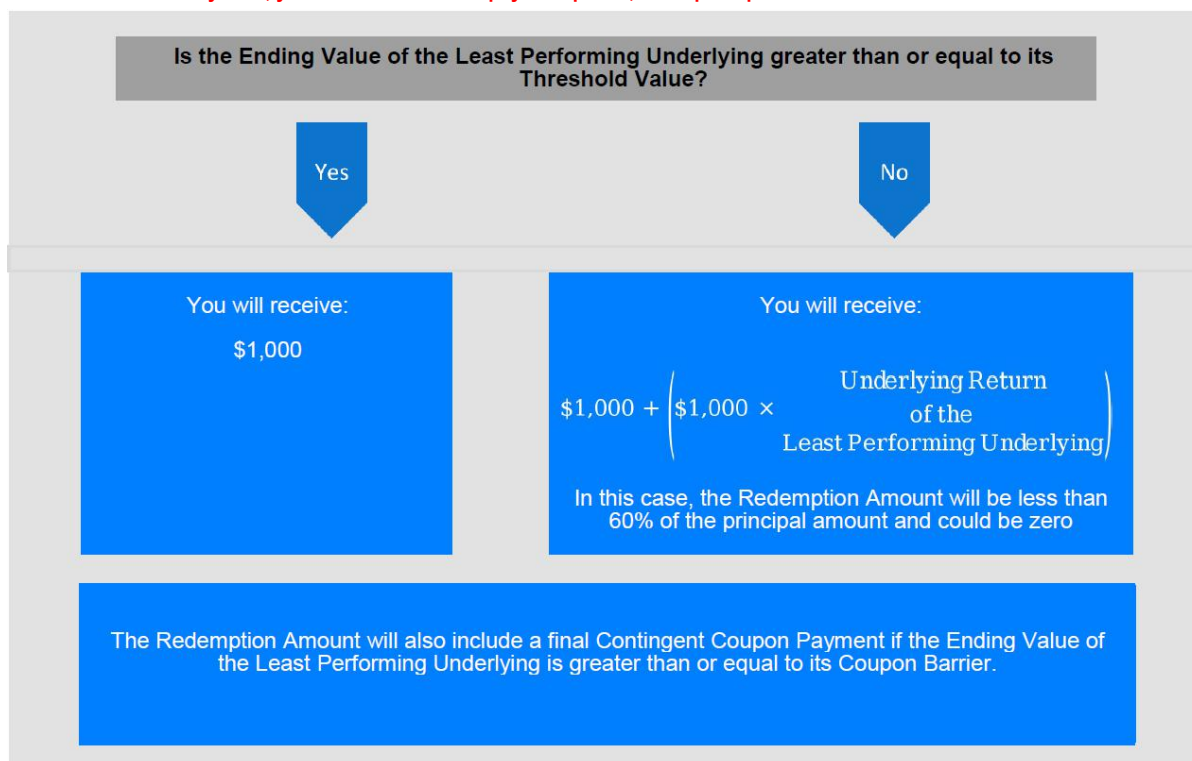 Is the Ending Value of the Least Performing Underlying greater than or equal to its
Threshold Value?
Yes
No
You will receive:
$1,000
You will receive:
$1,000 + ($1,000 × Underlying Return
of the
Least Performing Underlying)
In this case, the Redemption Amount will be less than
60% of the principal amount and could be zero
The Redemption Amount will also include a final Contingent Coupon Payment if the Ending Value of
the Least Performing Underlying is greater than or equal to its Coupon Barrier.